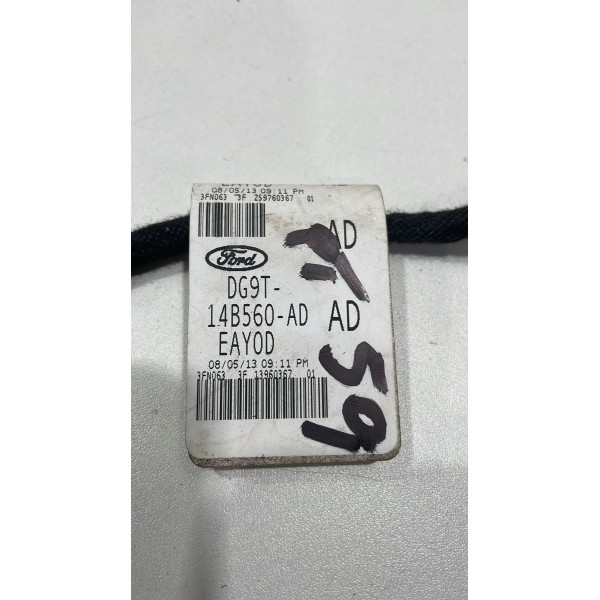 08/05/13 09:11 PM
3FN063 3F Z59760367 01
AD
Ford
DG9T-
14B560-AD AD
EAYOD
08/05/13 09:11 PM
3FN063 3F 13960367 01
59